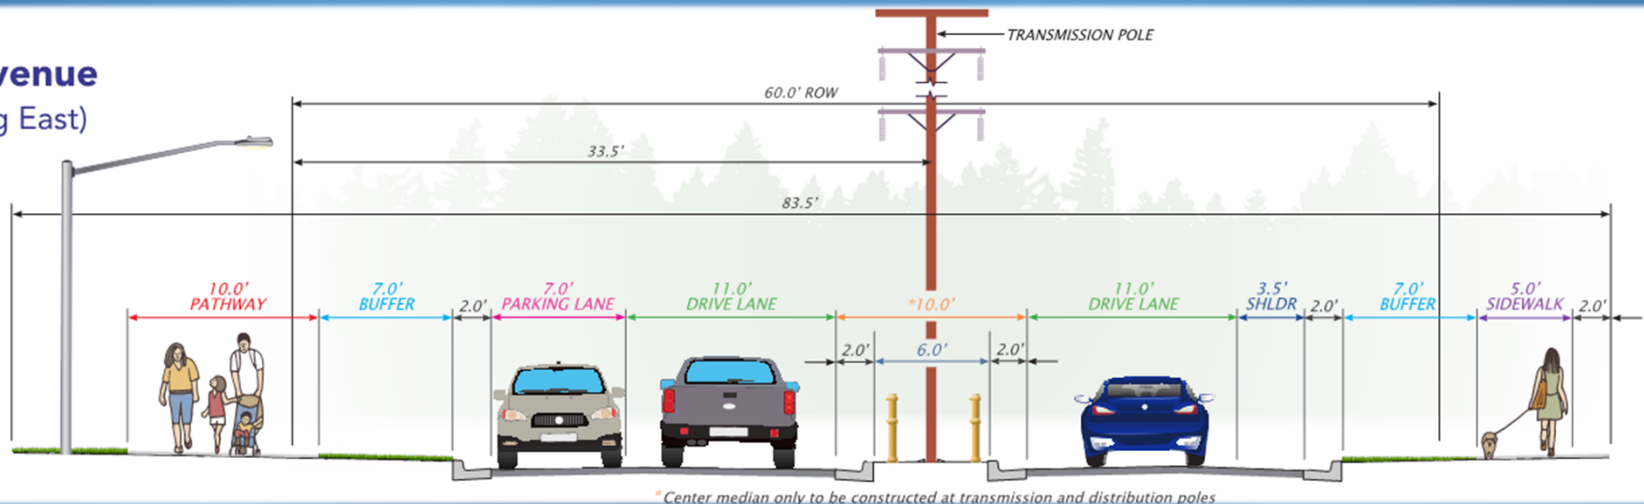 venue
g East)
TRANSMISSION POLE
60.0' ROW
33.5'
83.5'
10.0'
PATHWAY
7.0'
BUFFER
2.0'
7.0'
PARKING LANE
11.0'
DRIVE LANE
*10.0'
11.0'
DRIVE LANE
3.5'
SHLDR
2.0'
7.0'
BUFFER
5.0'
SIDEWALK
2.0'
2.0'
6.0'
2.0'
*Center median only to be constructed at transmission and distribution poles